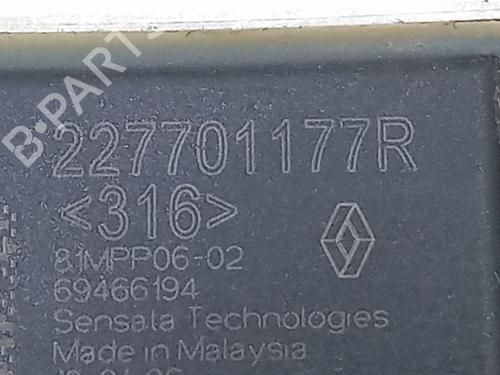 B-PARTS
227701177R
<316>
81MPP06-02
69466194
Sensata Technologies
Made in Malaysia